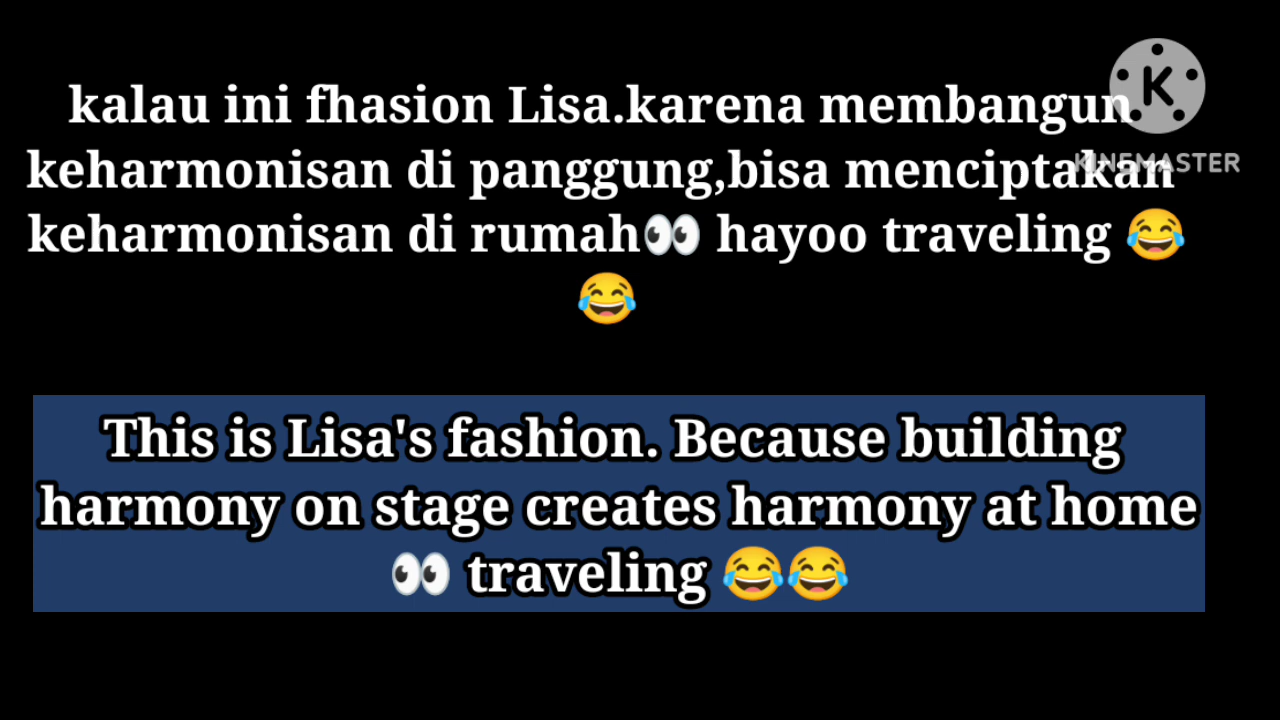 kalau ini fhasion Lisa.karena membangun
keharmonisan di panggung,bisa menciptakan
keharmonisan di rumah👀 hayoo traveling 😂
😂
K
KINEMASTER
This is Lisa's fashion. Because building
harmony on stage creates harmony at home
👀 traveling 😂😂